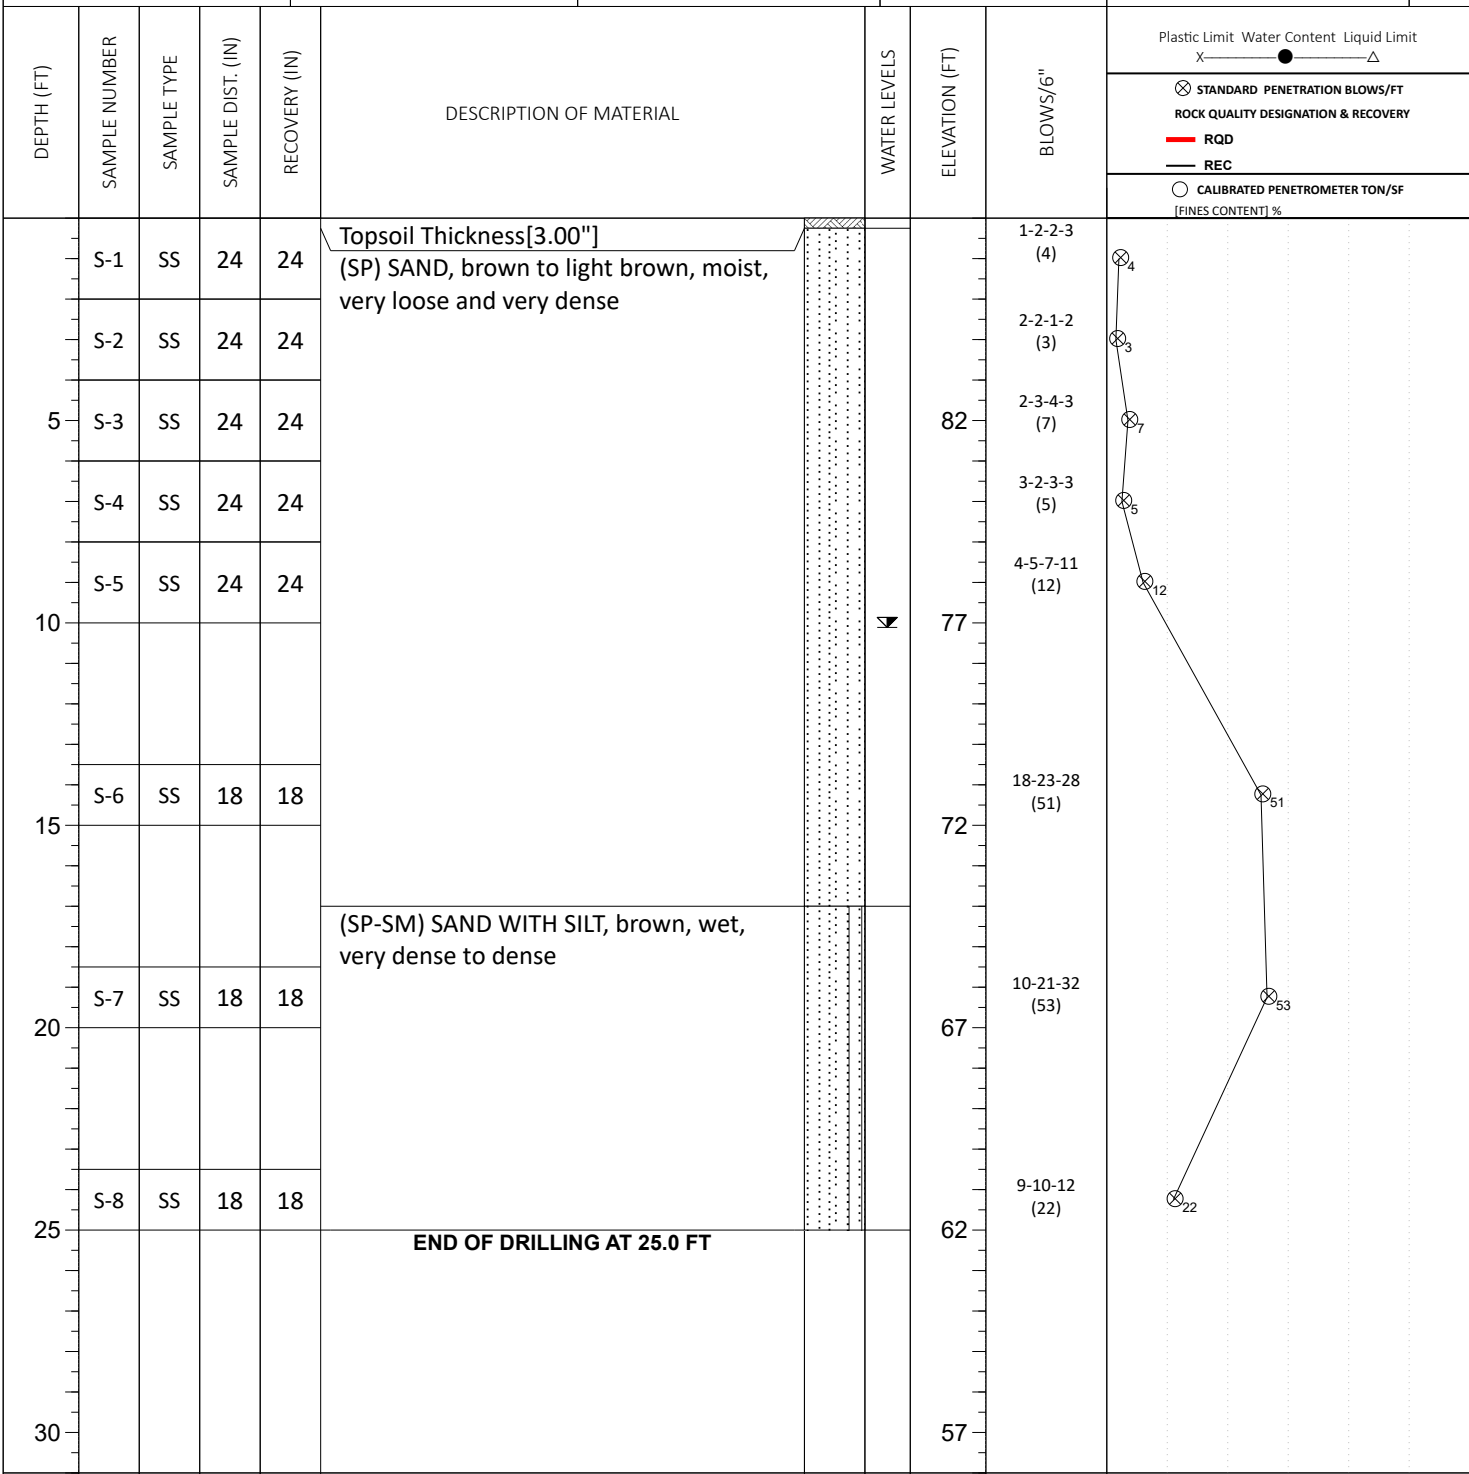 DEPTH (FT)
SAMPLE NUMBER
SAMPLE TYPE
SAMPLE DIST. (IN)
RECOVERY (IN)
DESCRIPTION OF MATERIAL
WATER LEVELS
ELEVATION (FT)
BLOWS/6"
Plastic Limit Water Content Liquid Limit
X
STANDARD PENETRATION BLOWS/FT
ROCK QUALITY DESIGNATION & RECOVERY
RQD
REC
CALIBRATED PENETROMETER TON/SF
[FINES CONTENT] %
Topsoil Thickness[3.00"]
(SP) SAND, brown to light brown, moist,
very loose and very dense
S-1 SS 24 24
1-2-2-3
(4)
4
S-2 SS 24 24
2-2-1-2
(3)
3
5 S-3 SS 24 24 82
2-3-4-3
(7)
7
S-4 SS 24 24
3-2-3-3
(5)
5
S-5 SS 24 24
4-5-7-11
(12)
12
10 77
S-6 SS 18 18
18-23-28
(51)
51
15 72
(SP-SM) SAND WITH SILT, brown, wet,
very dense to dense
S-7 SS 18 18
10-21-32
(53)
53
20 67
S-8 SS 18 18
9-10-12
(22)
22
25 62
END OF DRILLING AT 25.0 FT
30 57